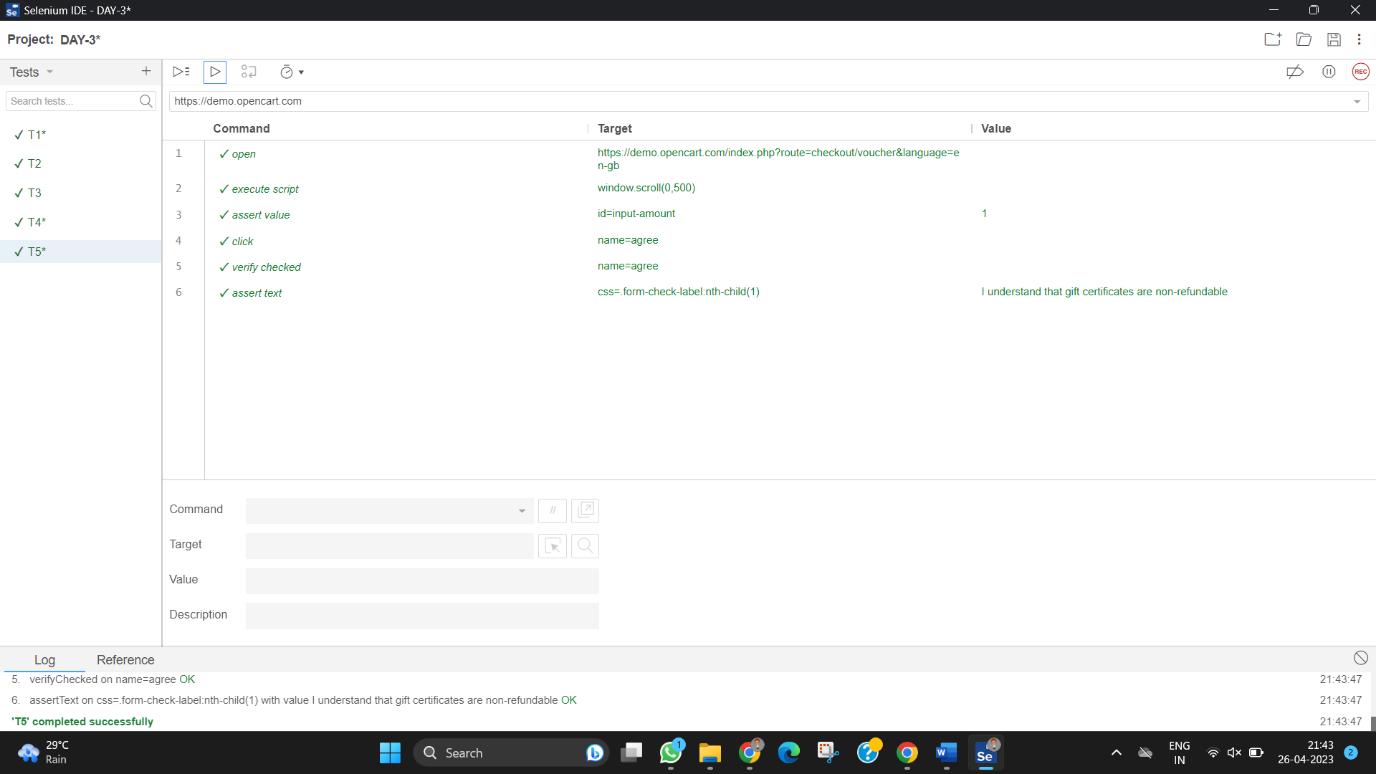 Selenium IDE - DAY-3*
Project: DAY-3*
Tests
Search tests...
T1*
T2
T3
T4*
T5*
REC
https://demo.opencart.com
Command Target Value
1 open https://demo.opencart.com/index.php?route=checkout/voucher&language=e
n-gb
2 execute script window.scroll(0,500)
3 assert value id=input-amount 1
4 click name=agree
5 verify checked name=agree
6 assert text css=.form-check-label:nth-child(1) I understand that gift certificates are non-refundable
Command //
Target
Value
Description
Log Reference
5. verifyChecked on name=agree OK 21:43:47
6. assertText on css=.form-check-label:nth-child(1) with value I understand that gift certificates are non-refundable OK 21:43:47
'T5' completed successfully 21:43:47
29°C
Rain
Search
1
Se
ENG
IN
21:43
26-04-2023
2